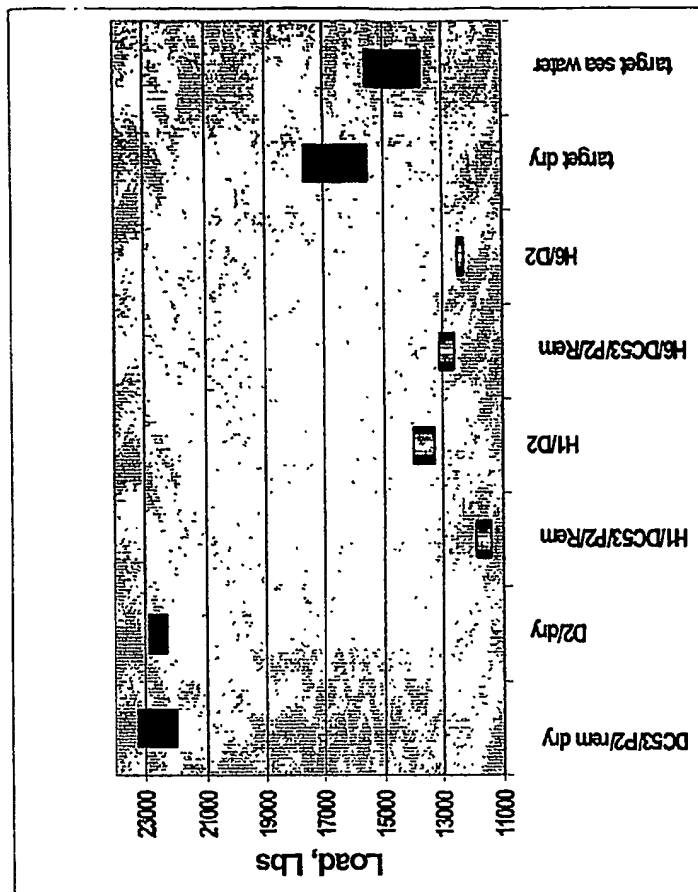 Load, Lbs
23000
21000
19000
17000
15000
13000
11000
DC53/P2/rem dry
D2/dry
H1/DC53/P2/Rem
H1/D2
H6/DC53/P2/Rem
H6/D2
target dry
target sea water